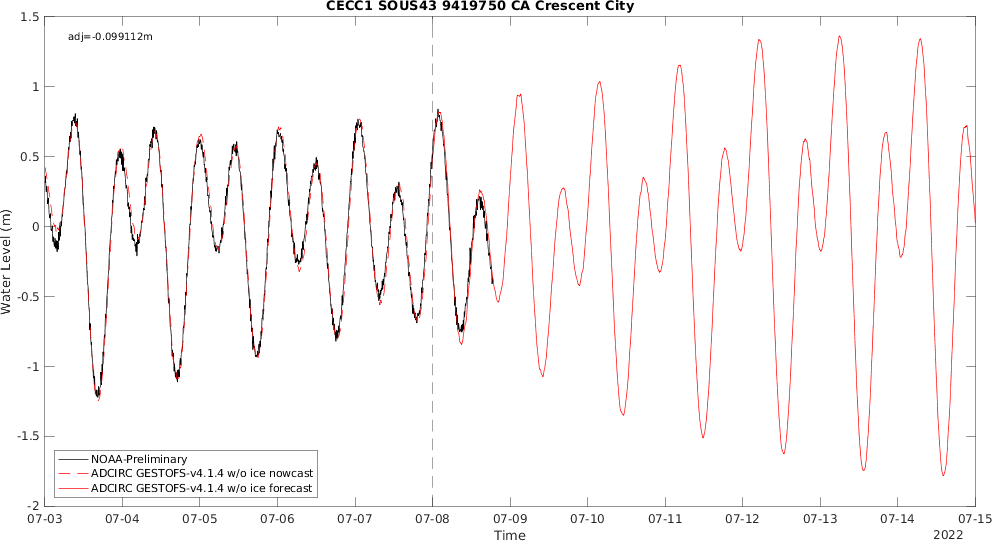 CECC1 SOUS43 9419750 CA Crescent City
adj=-0.099112m
1.5
1
0.5
0
-0.5
-1
-1.5
-2
Water Level (m)
NOAA-Preliminary
ADCIRC GESTOFS-v4.1.4 w/o ice nowcast
ADCIRC GESTOFS-v4.1.4 w/o ice forecast
07-03 07-04 07-05 07-06 07-07 07-08 07-09 07-10 07-11 07-12 07-13 07-14 07-15
Time
2022